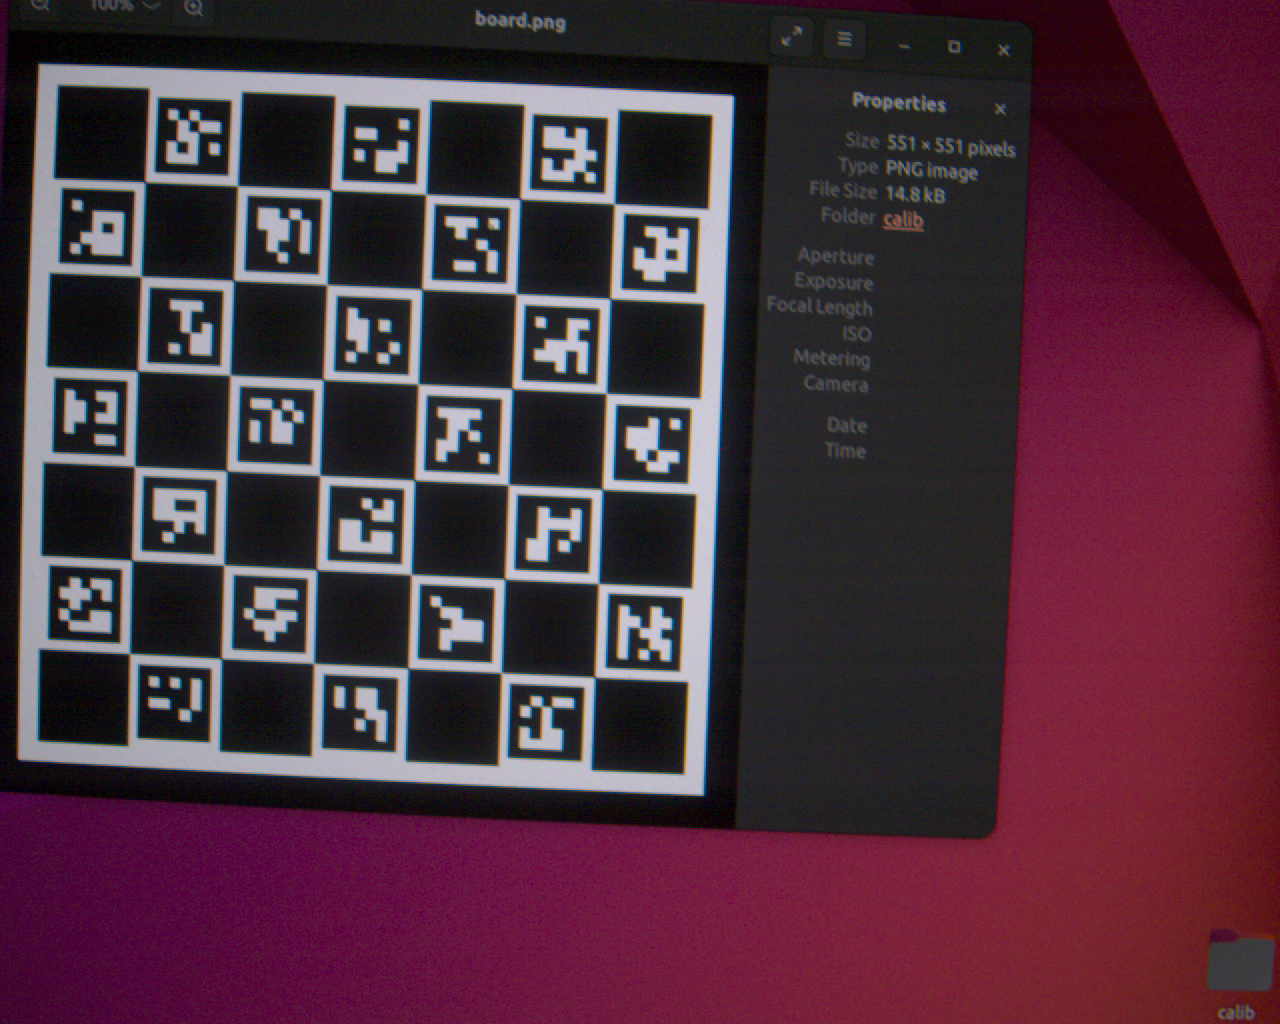 100%
board.png
Properties
Size 551 × 551 pixels
Type PNG image
File Size 14.8 kB
Folder calib
Aperture
Exposure
Focal Length
ISO
Metering
Camera
Date
Time
calib